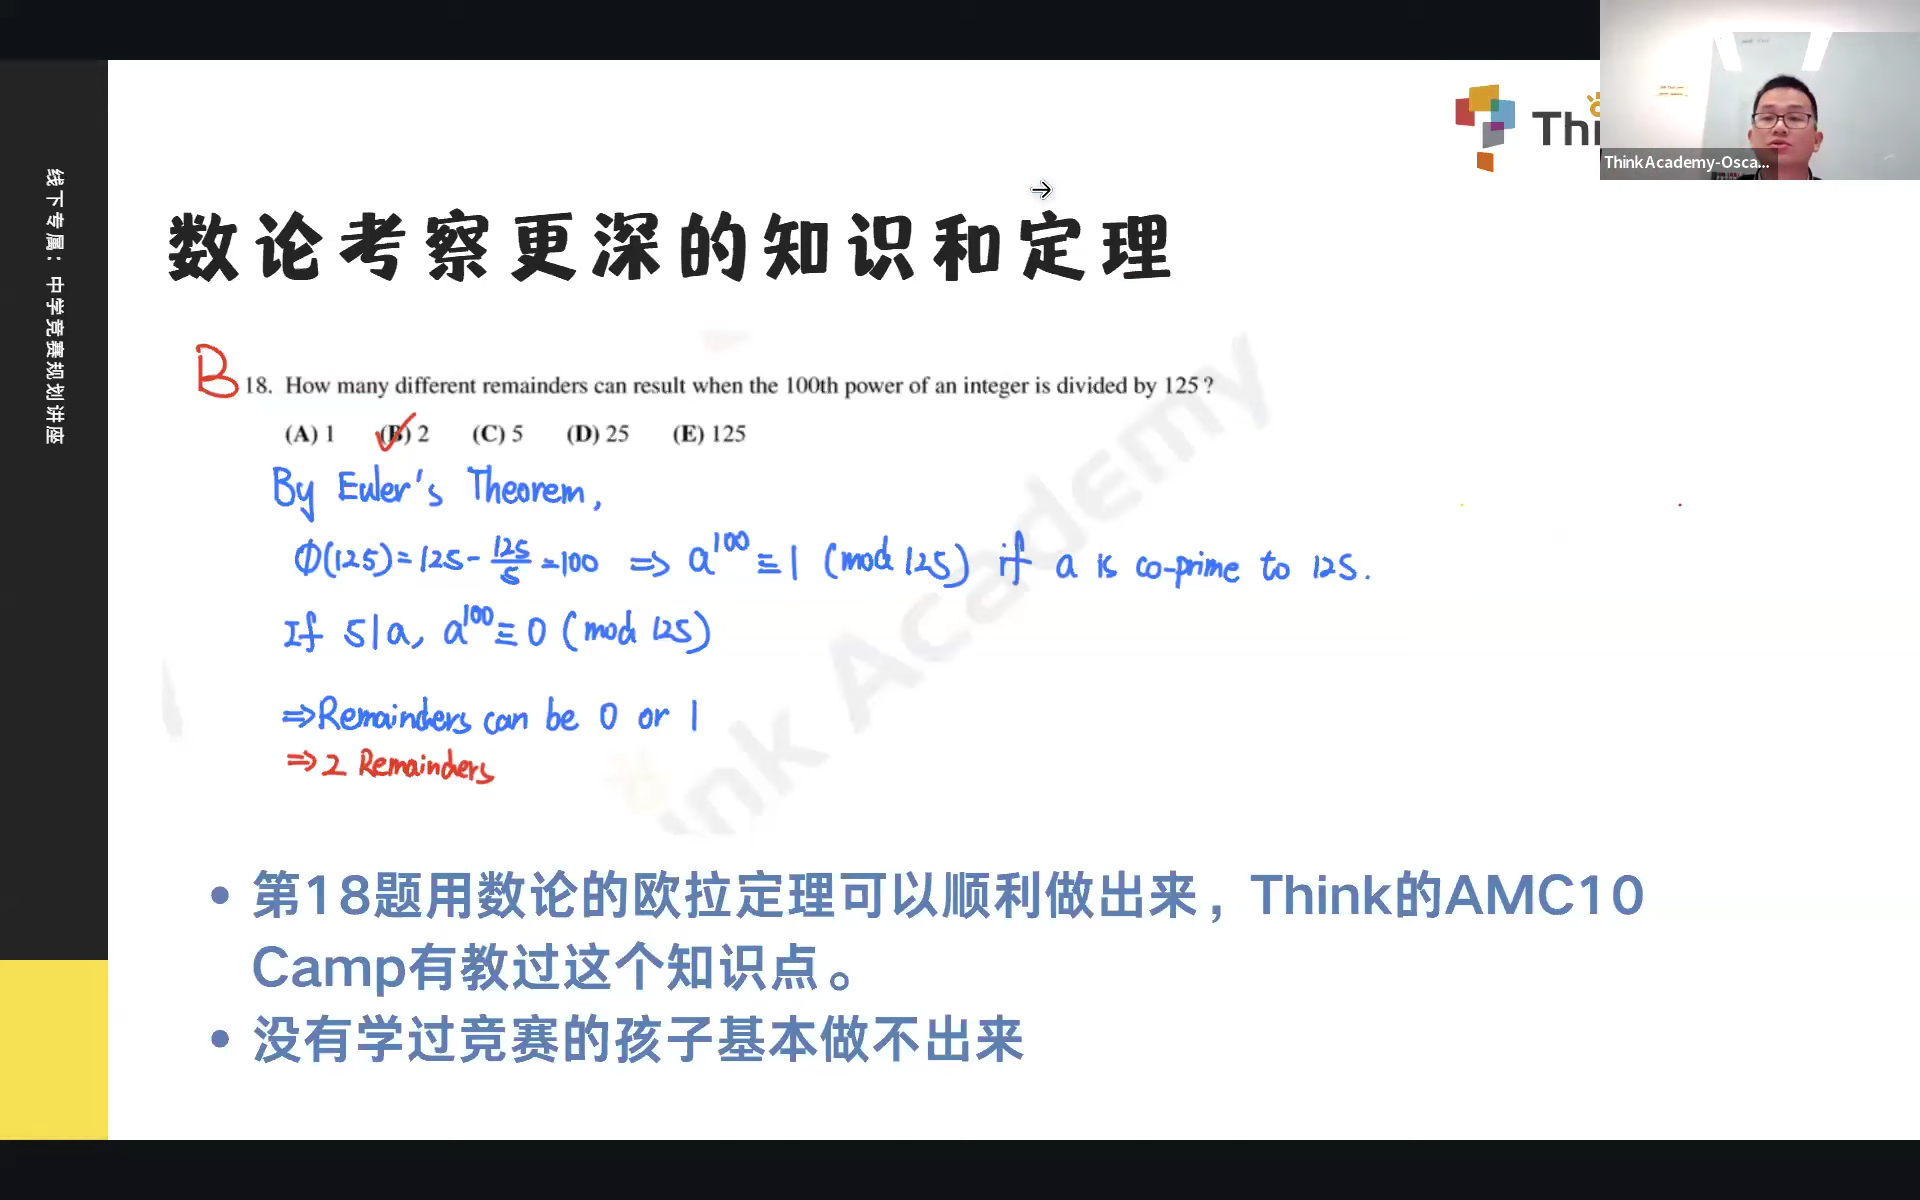 Thi
ThinkAcademy-Osca...
线下专属：中学竞赛规划讲座
数论考察更深的知识和定理
B
18. How many different remainders can result when the 100th power of an integer is divided by 125?
(A) 1 (B) 2 (C) 5 (D) 25 (E) 125
By Euler's Theorem,
φ(125)=125-125/5=100 ⇒ a^100≡1 (mod 125) if a is co-prime to 125.
If 5|a, a^100≡0 (mod 125)
⇒Remainders can be 0 or 1
⇒2 Remainders
ink Academy
• 第18题用数论的欧拉定理可以顺利做出来，Think的AMC10
Camp有教过这个知识点。
• 没有学过竞赛的孩子基本做不出来